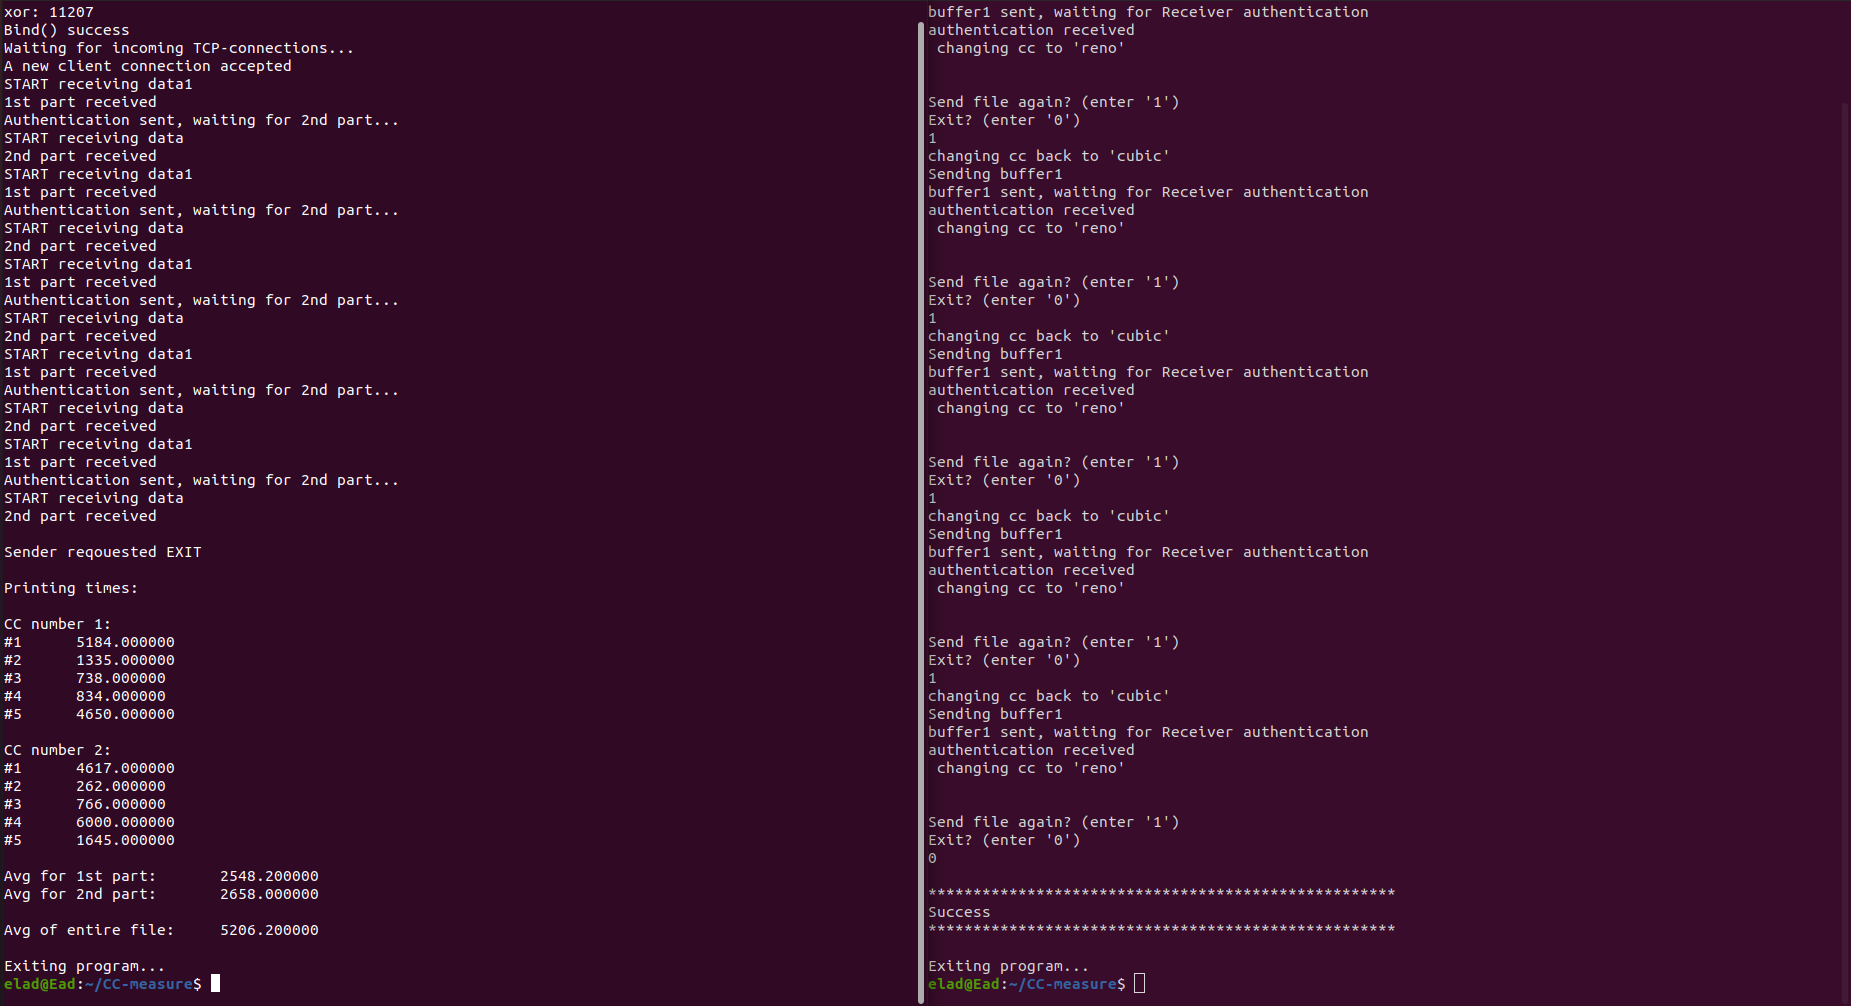 xor: 11207
Bind() success
Waiting for incoming TCP-connections...
A new client connection accepted
START receiving data1
1st part received
Authentication sent, waiting for 2nd part...
START receiving data
2nd part received
START receiving data1
1st part received
Authentication sent, waiting for 2nd part...
START receiving data
2nd part received
START receiving data1
1st part received
Authentication sent, waiting for 2nd part...
START receiving data
2nd part received
START receiving data1
1st part received
Authentication sent, waiting for 2nd part...
START receiving data
2nd part received
START receiving data1
1st part received
Authentication sent, waiting for 2nd part...
START receiving data
2nd part received
Sender reqouested EXIT
Printing times:
CC number 1:
#1 5184.000000
#2 1335.000000
#3 738.000000
#4 834.000000
#5 4650.000000
CC number 2:
#1 4617.000000
#2 262.000000
#3 766.000000
#4 6000.000000
#5 1645.000000
Avg for 1st part: 2548.200000
Avg for 2nd part: 2658.000000
Avg of entire file: 5206.200000
Exiting program...
elad@Ead:~/CC-measure$
buffer1 sent, waiting for Receiver authentication
authentication received
changing cc to 'reno'
Send file again? (enter '1')
Exit? (enter '0')
1
changing cc back to 'cubic'
Sending buffer1
buffer1 sent, waiting for Receiver authentication
authentication received
changing cc to 'reno'
Send file again? (enter '1')
Exit? (enter '0')
1
changing cc back to 'cubic'
Sending buffer1
buffer1 sent, waiting for Receiver authentication
authentication received
changing cc to 'reno'
Send file again? (enter '1')
Exit? (enter '0')
1
changing cc back to 'cubic'
Sending buffer1
buffer1 sent, waiting for Receiver authentication
authentication received
changing cc to 'reno'
Send file again? (enter '1')
Exit? (enter '0')
1
changing cc back to 'cubic'
Sending buffer1
buffer1 sent, waiting for Receiver authentication
authentication received
changing cc to 'reno'
Send file again? (enter '1')
Exit? (enter '0')
0
****************************************************
Success
****************************************************
Exiting program...
elad@Ead:~/CC-measure$